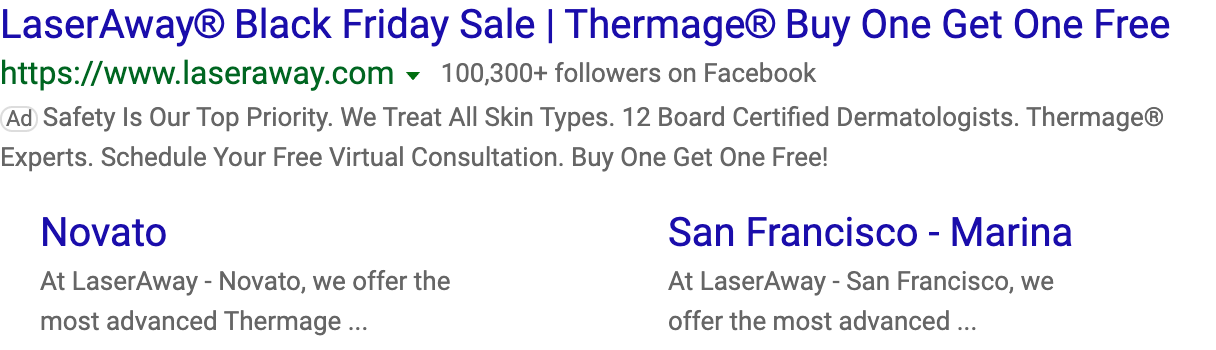 LaserAway® Black Friday Sale | Thermage® Buy One Get One Free
https://www.laseraway.com 100,300+ followers on Facebook
Ad Safety Is Our Top Priority. We Treat All Skin Types. 12 Board Certified Dermatologists. Thermage®
Experts. Schedule Your Free Virtual Consultation. Buy One Get One Free!
Novato
At LaserAway - Novato, we offer the
most advanced Thermage ...
San Francisco - Marina
At LaserAway - San Francisco, we
offer the most advanced ...